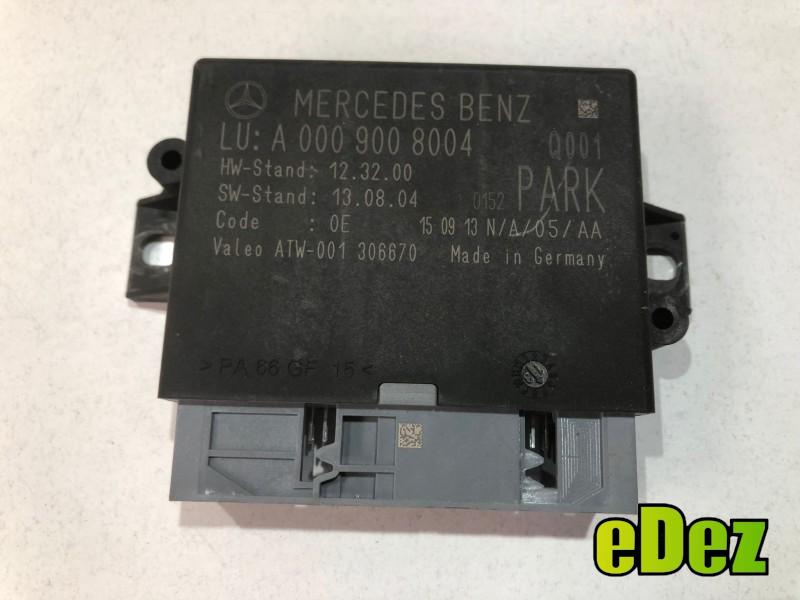 MERCEDES BENZ
LU: A 000 900 8004 Q001
HW-Stand: 12.32.00
SW-Stand: 13.08.04 0152 PARK
Code : 0E 15 09 13 N/A/05/AA
Valeo ATW-001 306670 Made in Germany
>PA 66 GF 15<
eDez